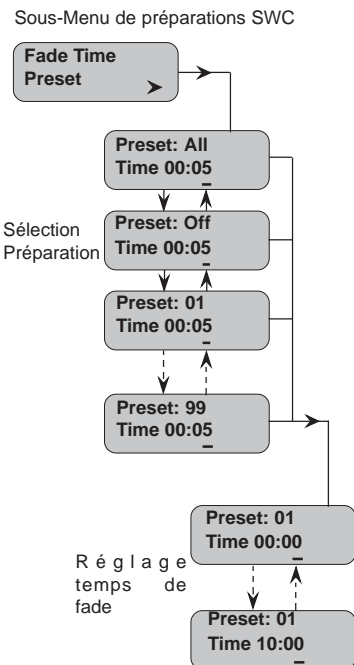 Sous-Menu de préparations SWC
Fade Time
Preset
Preset: All
Time 00:05
Sélection
Préparation
Preset: Off
Time 00:05
Preset: 01
Time 00:05
Preset: 99
Time 00:05
Preset: 01
Time 00:00
Réglage
temps de
fade
Preset: 01
Time 10:00